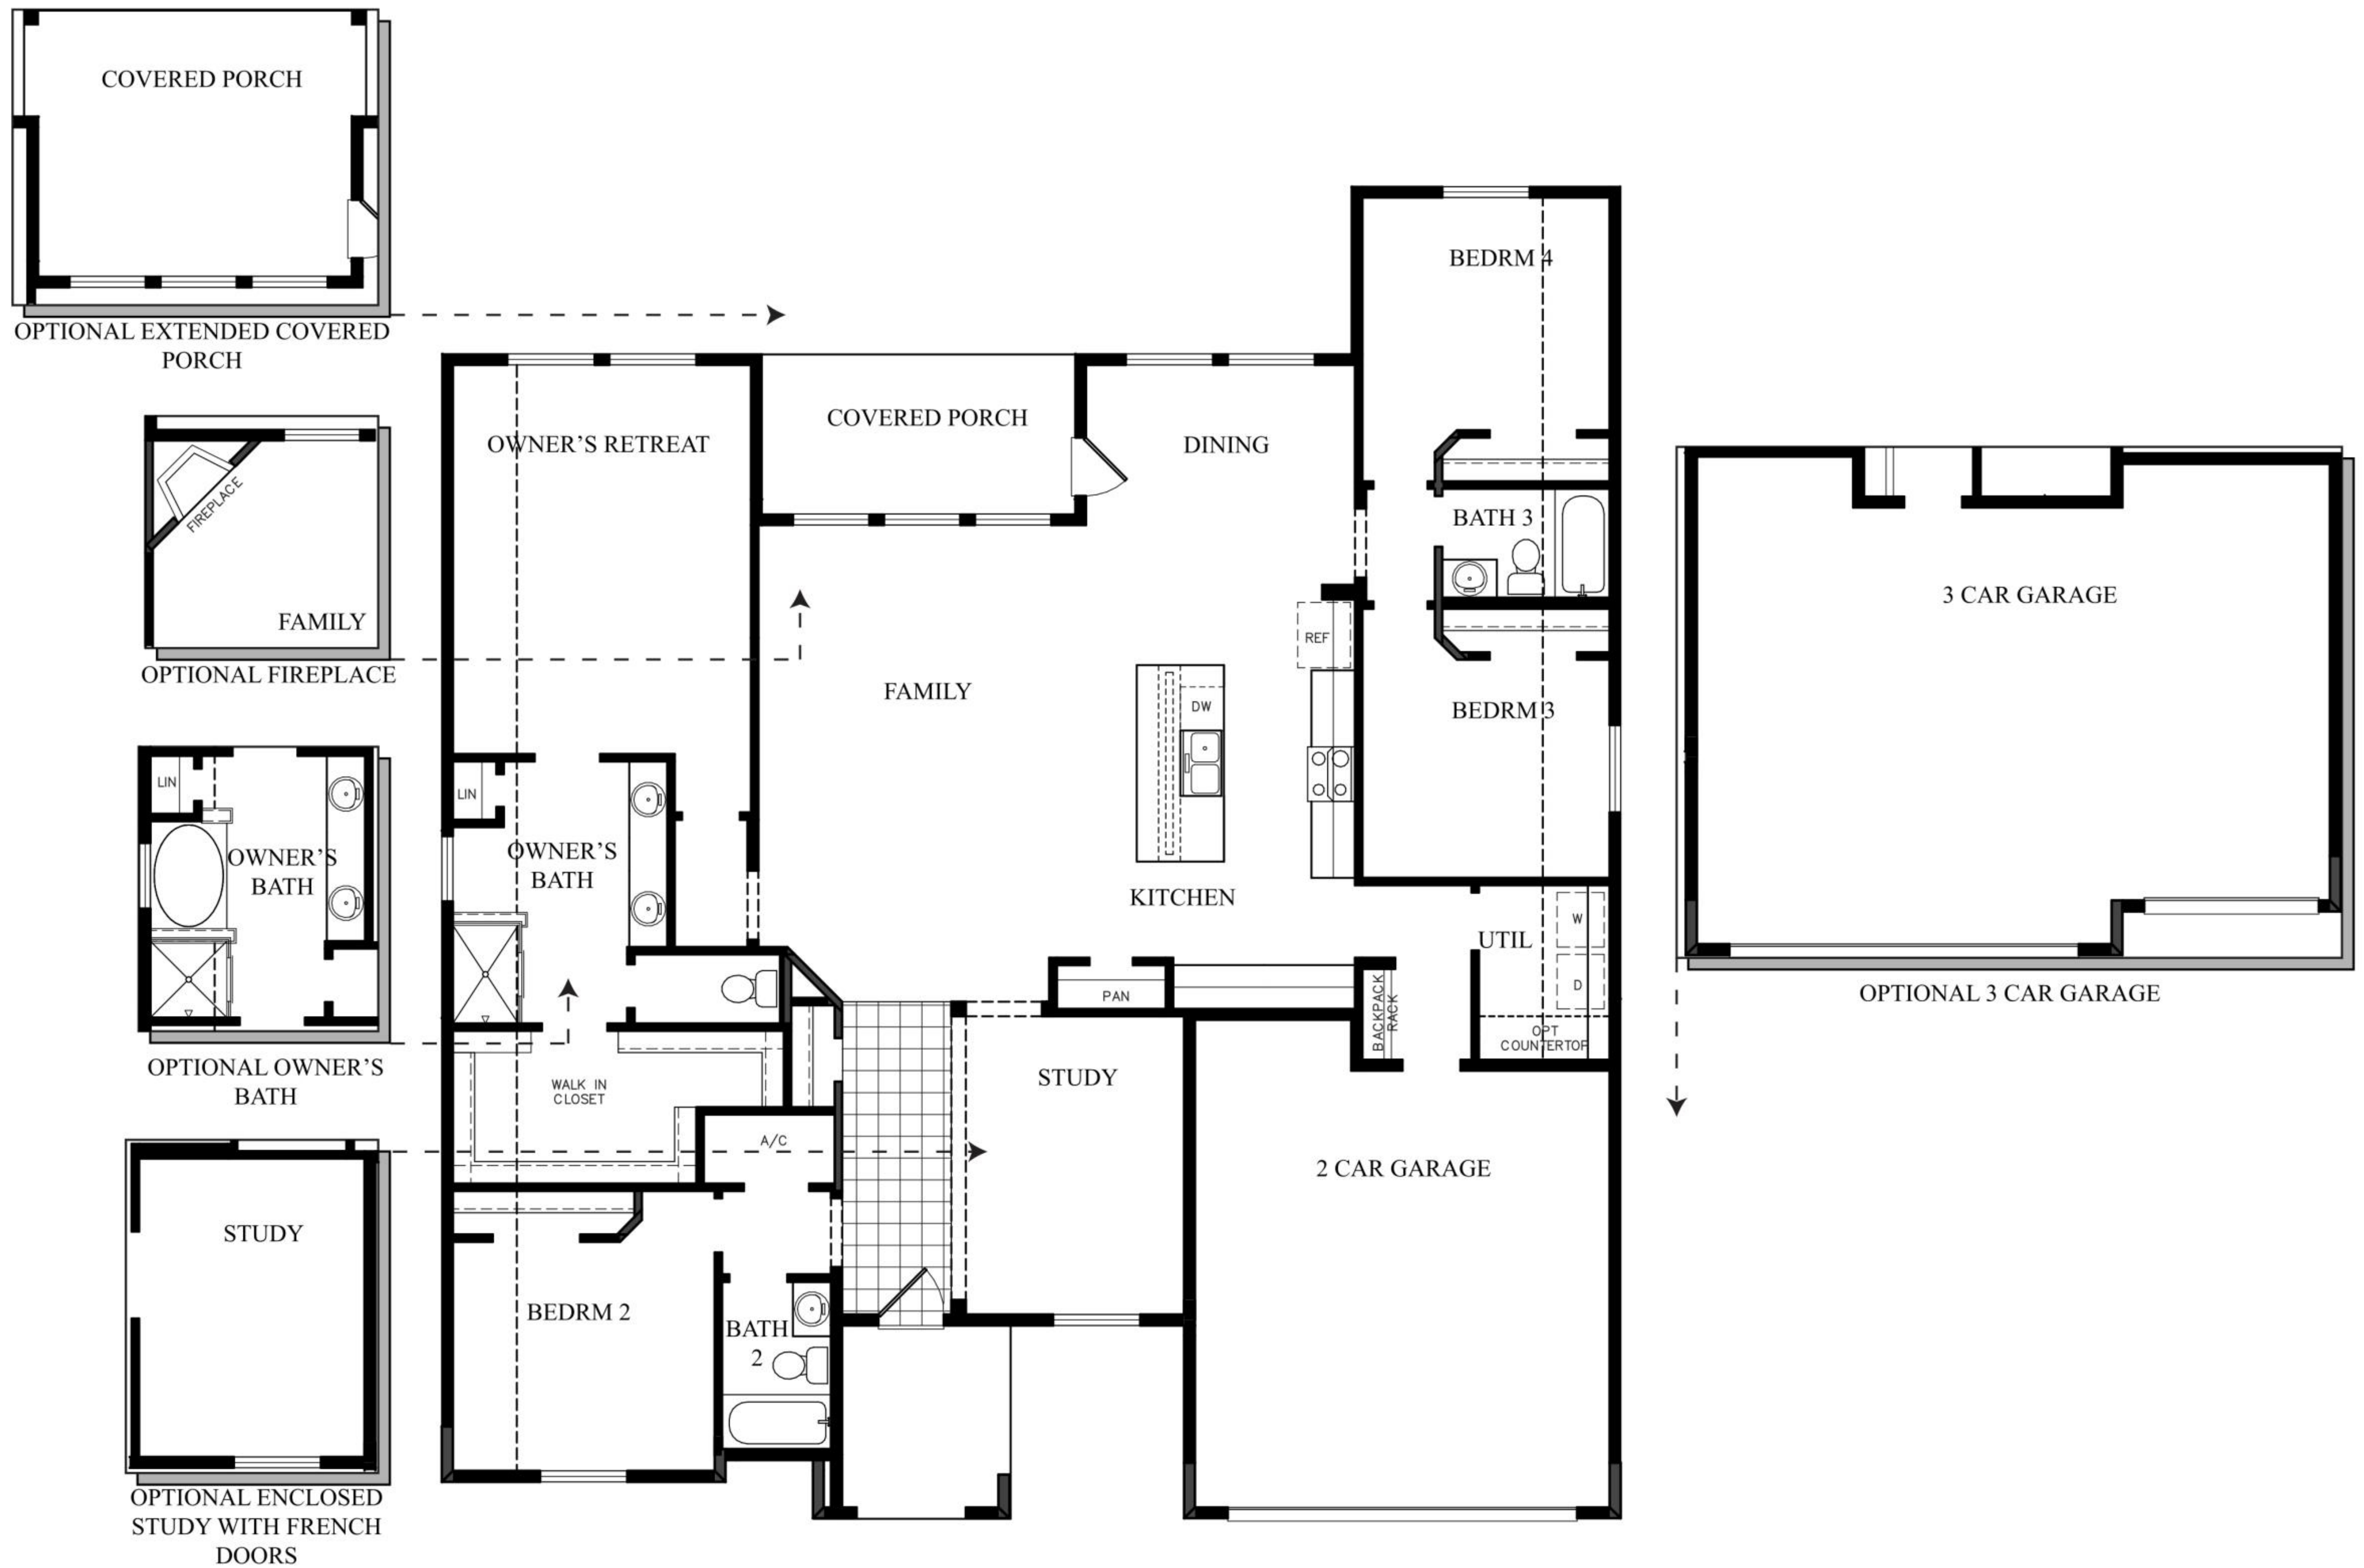 COVERED PORCH
OPTIONAL EXTENDED COVERED
PORCH
FIREPLACE
FAMILY
OPTIONAL FIREPLACE
LIN
OWNER'S
BATH
OPTIONAL OWNER'S
BATH
STUDY
OPTIONAL ENCLOSED
STUDY WITH FRENCH
DOORS
OWNER'S RETREAT
COVERED PORCH
DINING
BEDRM 4
BATH 3
REF
FAMILY
DW
BEDRM 3
LIN
OWNER'S
BATH
KITCHEN
W
UTIL
D
PAN
BACKPACK
RACK
OPT
COUNTERTOP
WALK IN
CLOSET
STUDY
A/C
2 CAR GARAGE
BEDRM 2
BATH
2
3 CAR GARAGE
OPTIONAL 3 CAR GARAGE